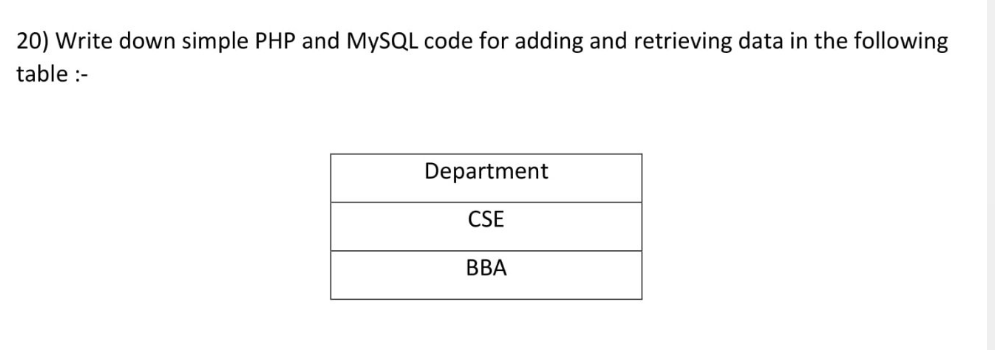 20) Write down simple PHP and MySQL code for adding and retrieving data in the following
table :-
Department
CSE
BBA